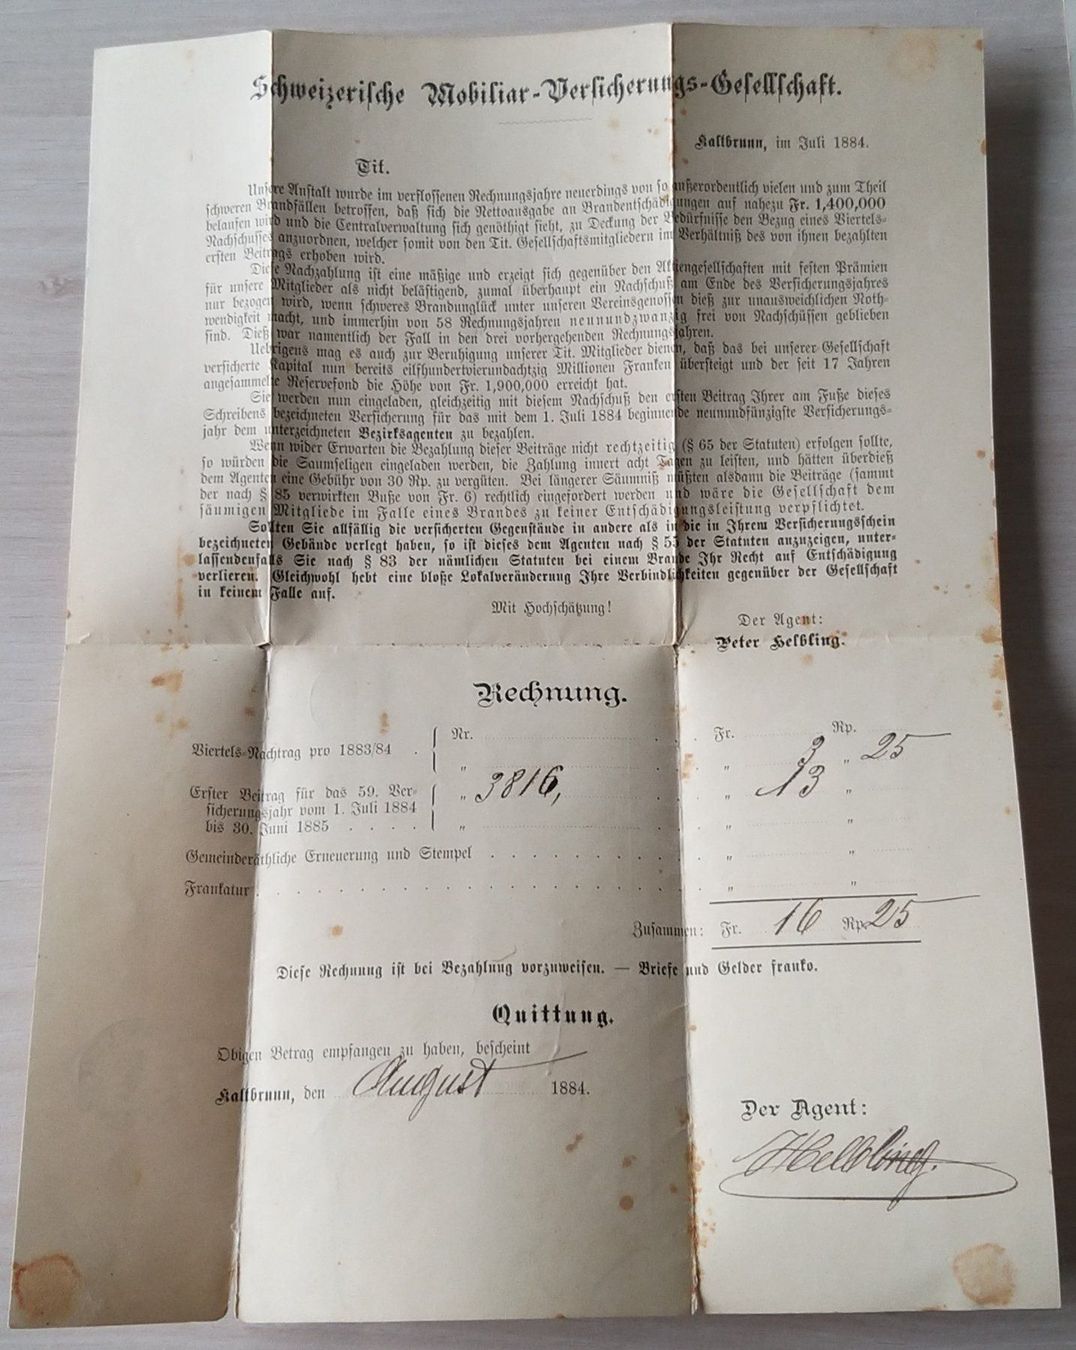 Schweizerische Mobiliar-Versicherungs-Gesellschaft.
Kaltbrunn, im Juli 1884.
Tit.
Unsere Anstalt wurde im verflossenen Rechnungsjahre neuerdings von so außerordentlich vielen und zum Theil
schweren Brandfällen betroffen, daß sich die Nettoausgabe an Brandentschädigungen auf nahezu Fr. 1,400,000
belaufen wird und die Centralverwaltung sich genöthigt sieht, zu Deckung der Bedürfnisse den Bezug eines Viertels-
Nachschusses anzuordnen, welcher somit von den Tit. Gesellschaftsmitgliedern im Verhältniß des von ihnen bezahlten
ersten Beitrags erhoben wird.
Diese Nachzahlung ist eine mäßige und erzeigt sich gegenüber den Aktiengesellschaften mit festen Prämien
für unsere Mitglieder als nicht belästigend, zumal überhaupt ein Nachschuß am Ende des Versicherungsjahres
nur bezogen wird, wenn schweres Brandunglück unter unseren Vereinsgenossen dieß zur unausweichlichen Noth-
wendigkeit macht, und immerhin von 58 Rechnungsjahren neunundzwanzig frei von Nachschüssen geblieben
sind. Dieß war namentlich der Fall in den drei vorhergehenden Rechnungsjahren.
Uebrigens mag es auch zur Beruhigung unserer Tit. Mitglieder dienen, daß das bei unserer Gesellschaft
versicherte Kapital nun bereits eilfhundertvierundachtzig Millionen Franken übersteigt und der seit 17 Jahren
angesammelte Reservefond die Höhe von Fr. 1,900,000 erreicht hat.
Sie werden nun eingeladen, gleichzeitig mit diesem Nachschuß den ersten Beitrag Ihrer am Fuße dieses
Schreibens bezeichneten Versicherung für das mit dem 1. Juli 1884 beginnende neunundfünfzigste Versicherungs-
jahr dem unterzeichneten Bezirksagenten zu bezahlen.
Wenn wider Erwarten die Bezahlung dieser Beiträge nicht rechtzeitig (§ 65 der Statuten) erfolgen sollte,
so würden die Saumseligen eingeladen werden, die Zahlung innert acht Tagen zu leisten, und hätten überdieß
dem Agenten eine Gebühr von 30 Rp. zu vergüten. Bei längerer Säumniß müßten alsdann die Beiträge (sammt
der nach § 85 verwirkten Buße von Fr. 6) rechtlich eingefordert werden und wäre die Gesellschaft dem
säumigen Mitgliede im Falle eines Brandes zu keiner Entschädigungsleistung verpflichtet.
Sollten Sie allfällig die versicherten Gegenstände in andere als in die in Ihrem Versicherungsschein
bezeichneten Gebäude verlegt haben, so ist dieses dem Agenten nach § 55 der Statuten anzuzeigen, unter-
lassendenfalls Sie nach § 83 der nämlichen Statuten bei einem Brande Ihr Recht auf Entschädigung
verlieren. Gleichwohl hebt eine bloße Lokalveränderung Ihre Verbindlichkeiten gegenüber der Gesellschaft
in keinem Falle auf.
Mit Hochschätzung!
Der Agent:
Peter Helbling.
Rechnung.
Viertels-Nachtrag pro 1883/84 . { Nr. . . Fr. 3 Rp. 25
" . . " 13 "
Erster Beitrag für das 59. Ver-
sicherungsjahr vom 1. Juli 1884
bis 30. Juni 1885 . . . . { " 3816, . . " "
" . . " "
Gemeinderäthliche Erneuerung und Stempel . . . . . . " "
Frankatur . . . . . . . . . . . " "
Zusammen: Fr. 16 Rp. 25
Diese Rechnung ist bei Bezahlung vorzuweisen. — Briefe und Gelder franko.
Quittung.
Obigen Betrag empfangen zu haben, bescheint
Kaltbrunn, den August 1884.
Der Agent:
Helbling.